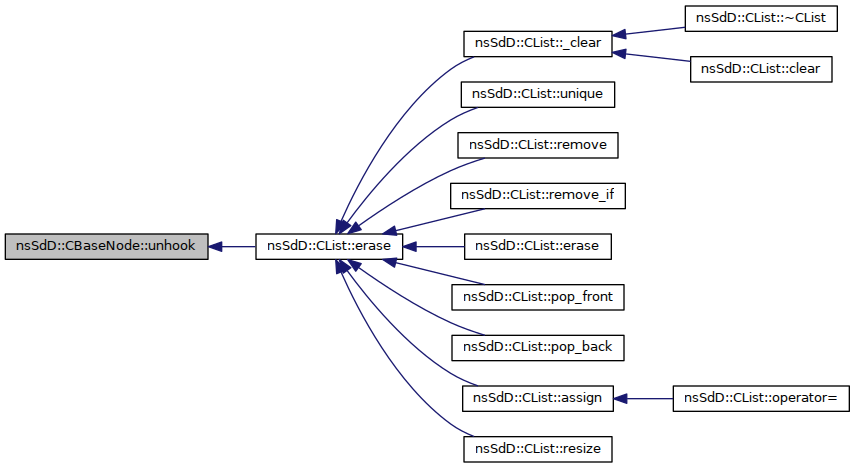 nsSdD::CList::~CList
nsSdD::CList::_clear
nsSdD::CList::clear
nsSdD::CList::unique
nsSdD::CList::remove
nsSdD::CList::remove_if
nsSdD::CBaseNode::unhook
nsSdD::CList::erase
nsSdD::CList::erase
nsSdD::CList::pop_front
nsSdD::CList::pop_back
nsSdD::CList::assign
nsSdD::CList::operator=
nsSdD::CList::resize